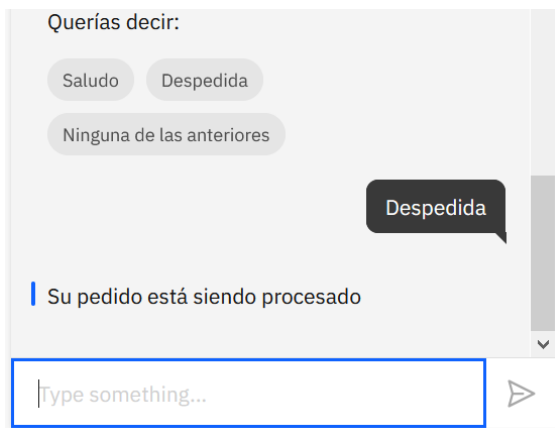 Querías decir:
Saludo
Despedida
Ninguna de las anteriores
Despedida
Su pedido está siendo procesado
Type something...